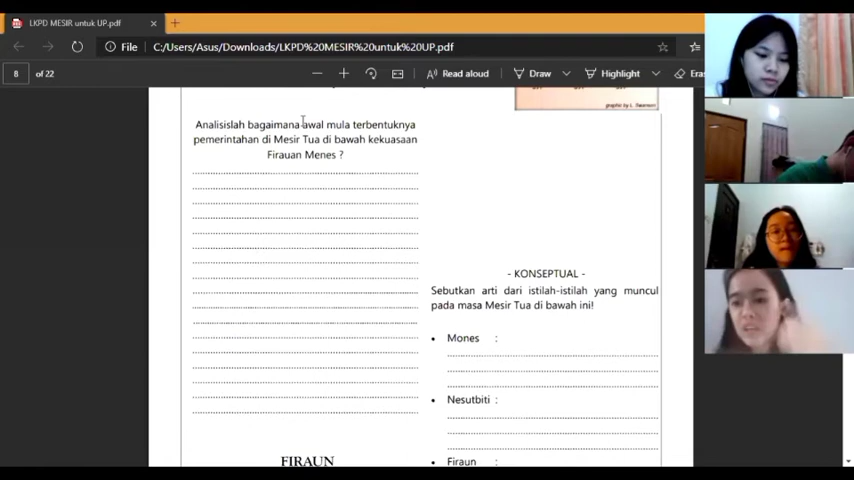 LKPD MESIR untuk UP.pdf
File
C:/Users/Asus/Downloads/LKPD%20MESIR%20untuk%20UP.pdf
8 of 22
Read aloud
Draw
Highlight
Eras
graphic by L. Swanson
Analisislah bagaimana awal mula terbentuknya
pemerintahan di Mesir Tua di bawah kekuasaan
Firauan Menes ?
FIRAUN
- KONSEPTUAL -
Sebutkan arti dari istilah-istilah yang muncul
pada masa Mesir Tua di bawah ini!
• Mones :
• Nesutbiti :
• Firaun :